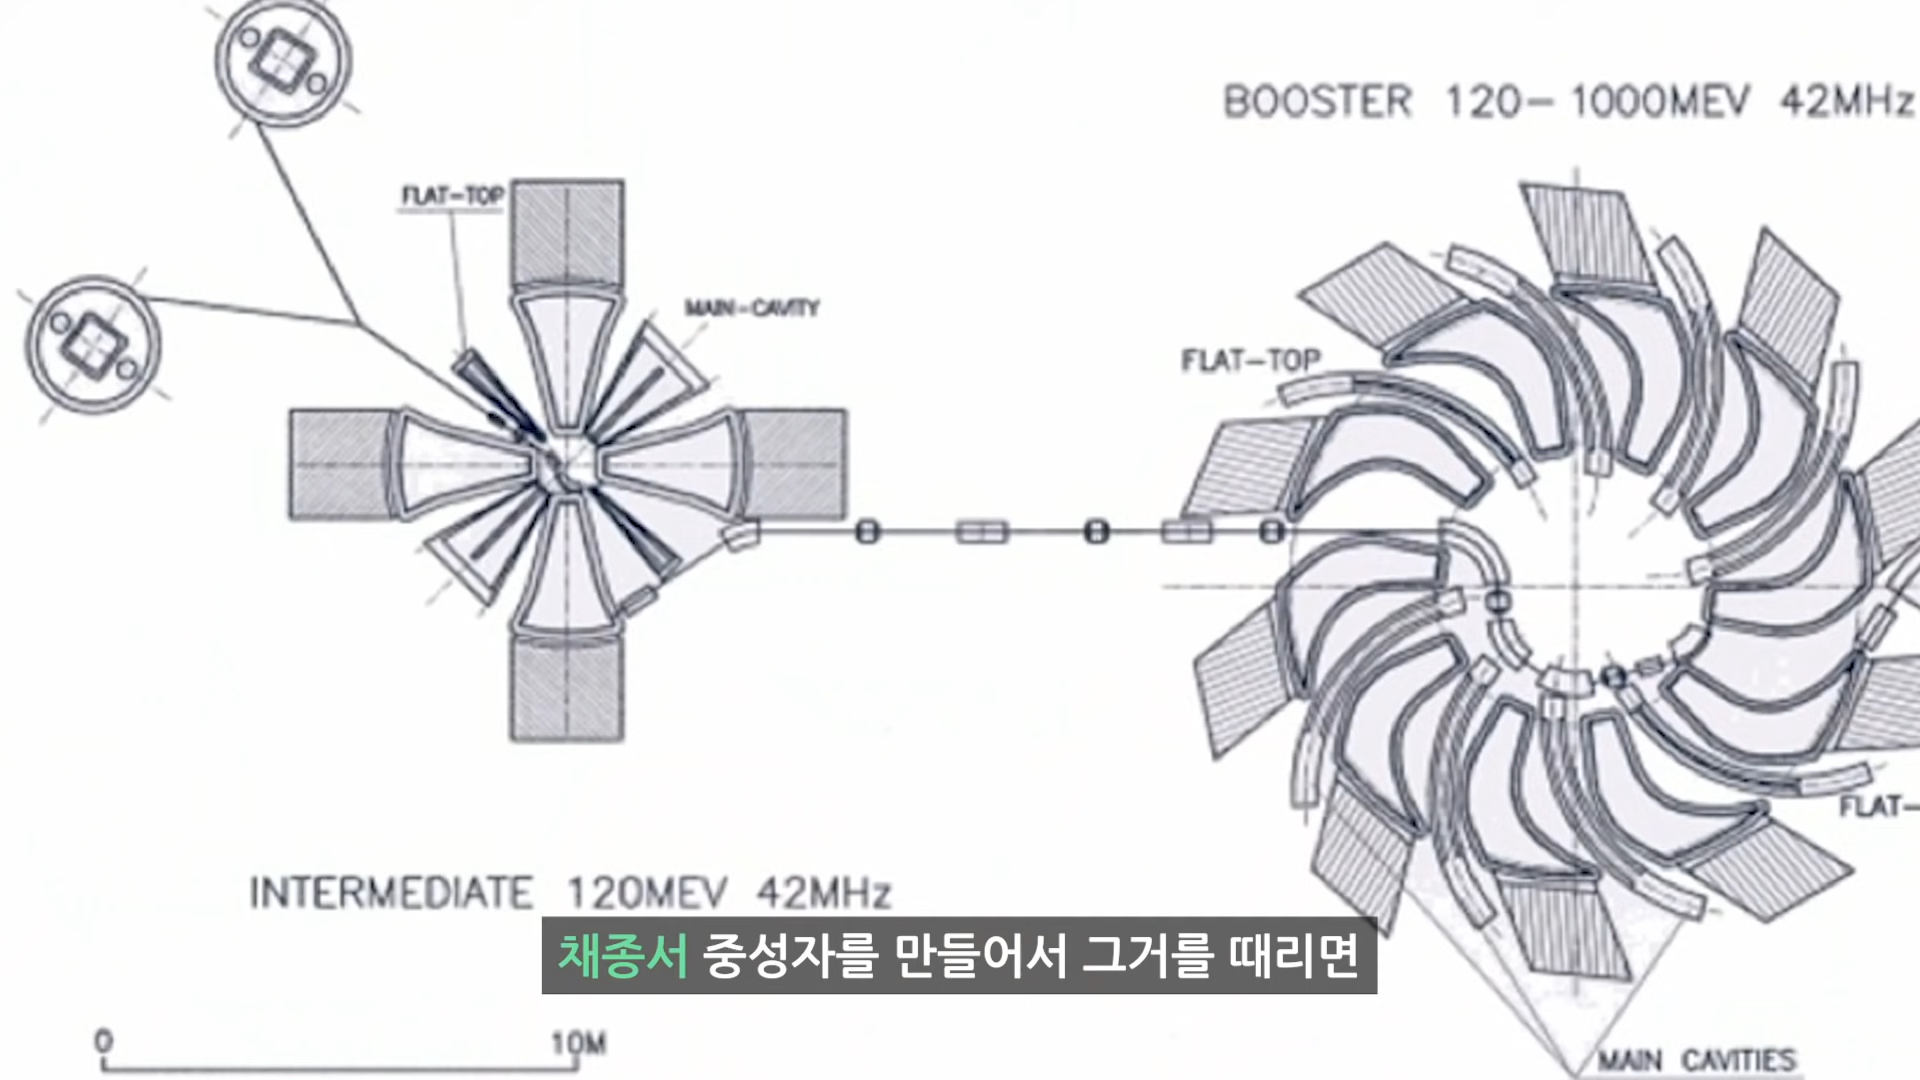 BOOSTER 120-1000MEV 42MHz
FLAT-TOP
MAIN-CAVITY
FLAT-TOP
FLAT-
INTERMEDIATE 120MEV 42MHz
채종서 중성자를 만들어서 그거를 때리면
0 10M
MAIN CAVITIES